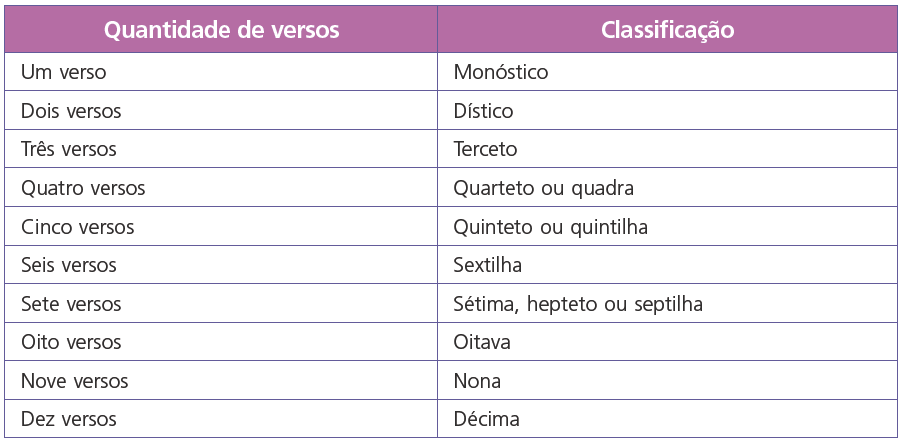 Quantidade de versos Classificação
Um verso Monóstico
Dois versos Dístico
Três versos Terceto
Quatro versos Quarteto ou quadra
Cinco versos Quinteto ou quintilha
Seis versos Sextilha
Sete versos Sétima, hepteto ou septilha
Oito versos Oitava
Nove versos Nona
Dez versos Décima